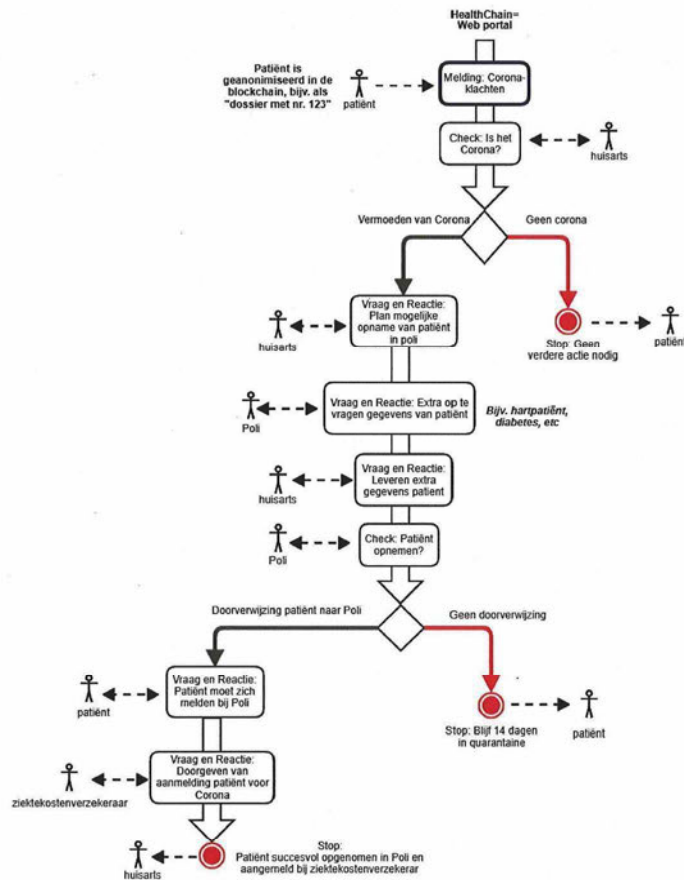 HealthChain=
Web portal
Patiënt is
geanonimiseerd in de
blockchain, bijv. als
"dossier met nr. 123"
patiënt
Melding: Corona-
klachten
Check: Is het
Corona?
huisarts
Vermoeden van Corona
Geen corona
Vraag en Reactie:
Plan mogelijke
opname van patiënt
in poli
huisarts
Stop: Geen
verdere actie nodig
patiënt
Vraag en Reactie: Extra op te
vragen gegevens van patiënt
Poli
Bijv. hartpatiënt,
diabetes, etc
Vraag en Reactie:
Leveren extra
gegevens patient
huisarts
Check: Patiënt
opnemen?
Poli
Doorverwijzing patiënt naar Poli
Geen doorverwijzing
Vraag en Reactie:
Patiënt moet zich
melden bij Poli
patiënt
Stop: Blijf 14 dagen
in quarantaine
patiënt
Vraag en Reactie:
Doorgeven van
aanmelding patiënt voor
Corona
ziektekostenverzekeraar
Stop:
Patiënt succesvol opgenomen in Poli en
aangemeld bij ziektekostenverzekerar
huisarts